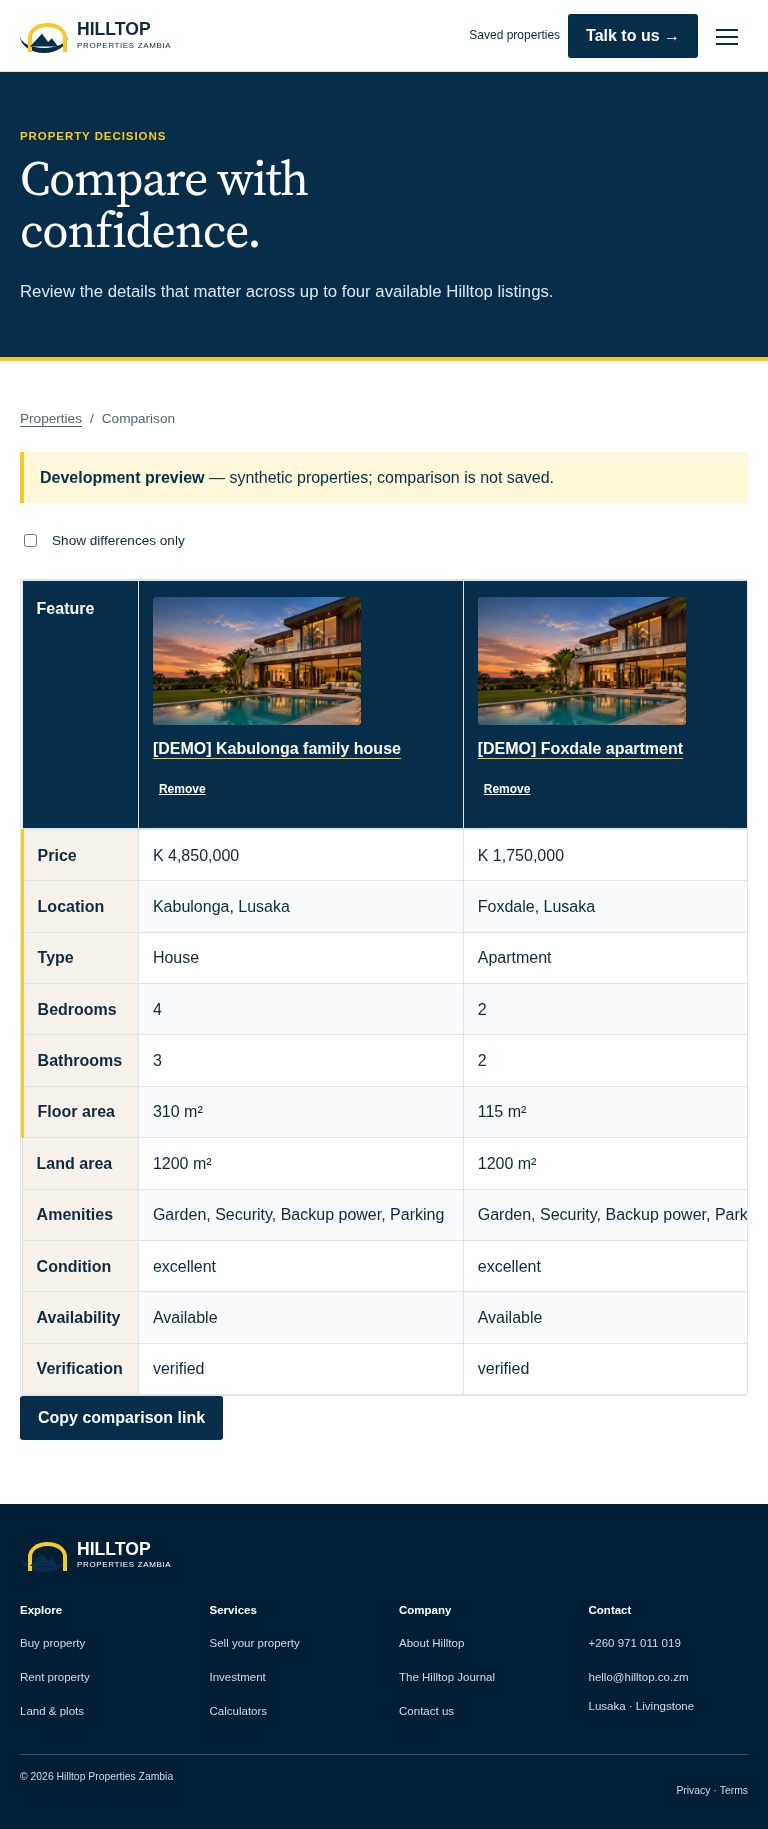 HILLTOP
PROPERTIES ZAMBIA
Saved properties
Talk to us →
PROPERTY DECISIONS
Compare with
confidence.
Review the details that matter across up to four available Hilltop listings.
Properties / Comparison
Development preview — synthetic properties; comparison is not saved.
Show differences only
Feature
[DEMO] Kabulonga family house
[DEMO] Foxdale apartment
Remove
Remove
Price K 4,850,000 K 1,750,000
Location Kabulonga, Lusaka Foxdale, Lusaka
Type House Apartment
Bedrooms 4 2
Bathrooms 3 2
Floor area 310 m² 115 m²
Land area 1200 m² 1200 m²
Amenities Garden, Security, Backup power, Parking Garden, Security, Backup power, Park
Condition excellent excellent
Availability Available Available
Verification verified verified
Copy comparison link
HILLTOP
PROPERTIES ZAMBIA
Explore Services Company Contact
Buy property Sell your property About Hilltop +260 971 011 019
Rent property Investment The Hilltop Journal hello@hilltop.co.zm
Land & plots Calculators Contact us Lusaka · Livingstone
© 2026 Hilltop Properties Zambia
Privacy · Terms